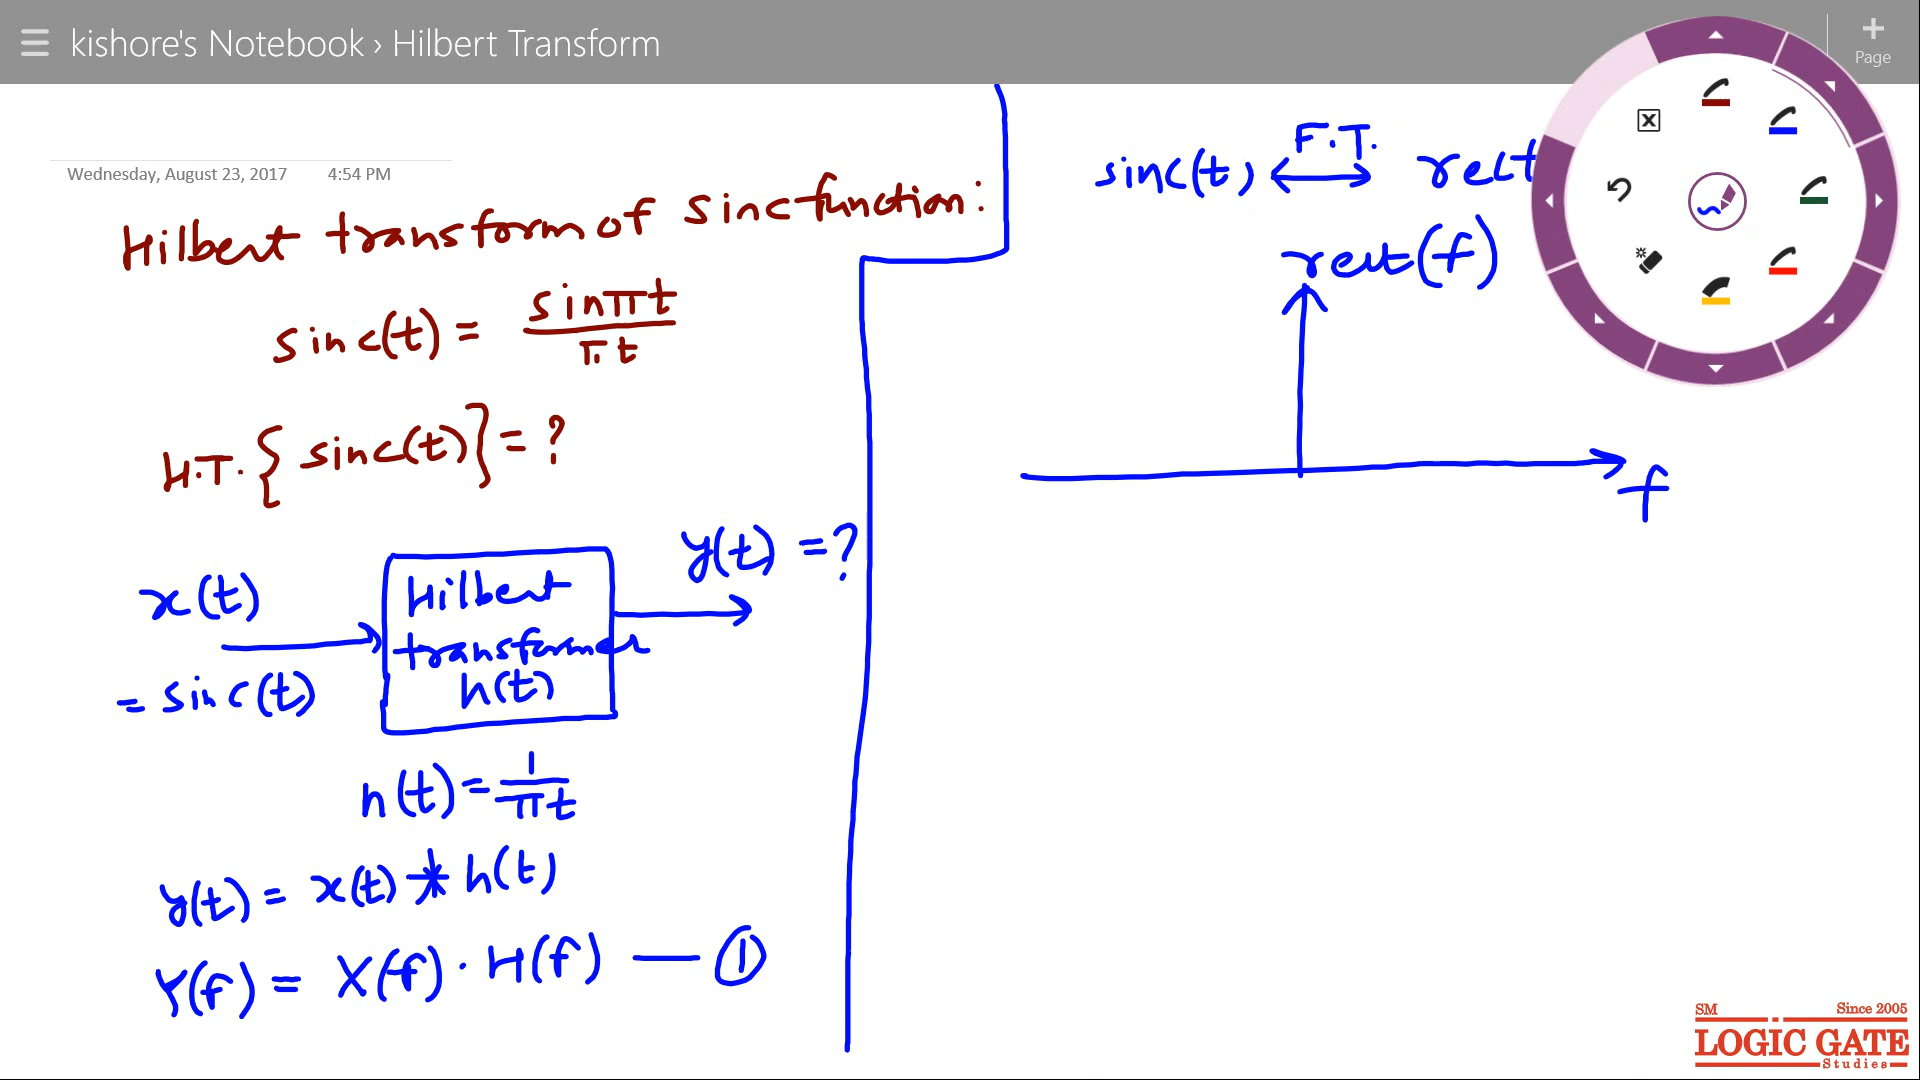 kishore's Notebook › Hilbert Transform
Page
Wednesday, August 23, 2017 4:54 PM
Hilbert transform of sinc function:
sinc(t) = sinπt / πt
H.T. { sinc(t) } = ?
x(t)
= sinc(t)
Hilbert
transformer
h(t)
y(t) = ?
h(t) = 1/πt
y(t) = x(t) * h(t)
Y(f) = X(f) · H(f) — ①
F.T.
sinc(t) ↔ rect
rect(f)
f
SM Since 2005
LOGIC GATE
Studies